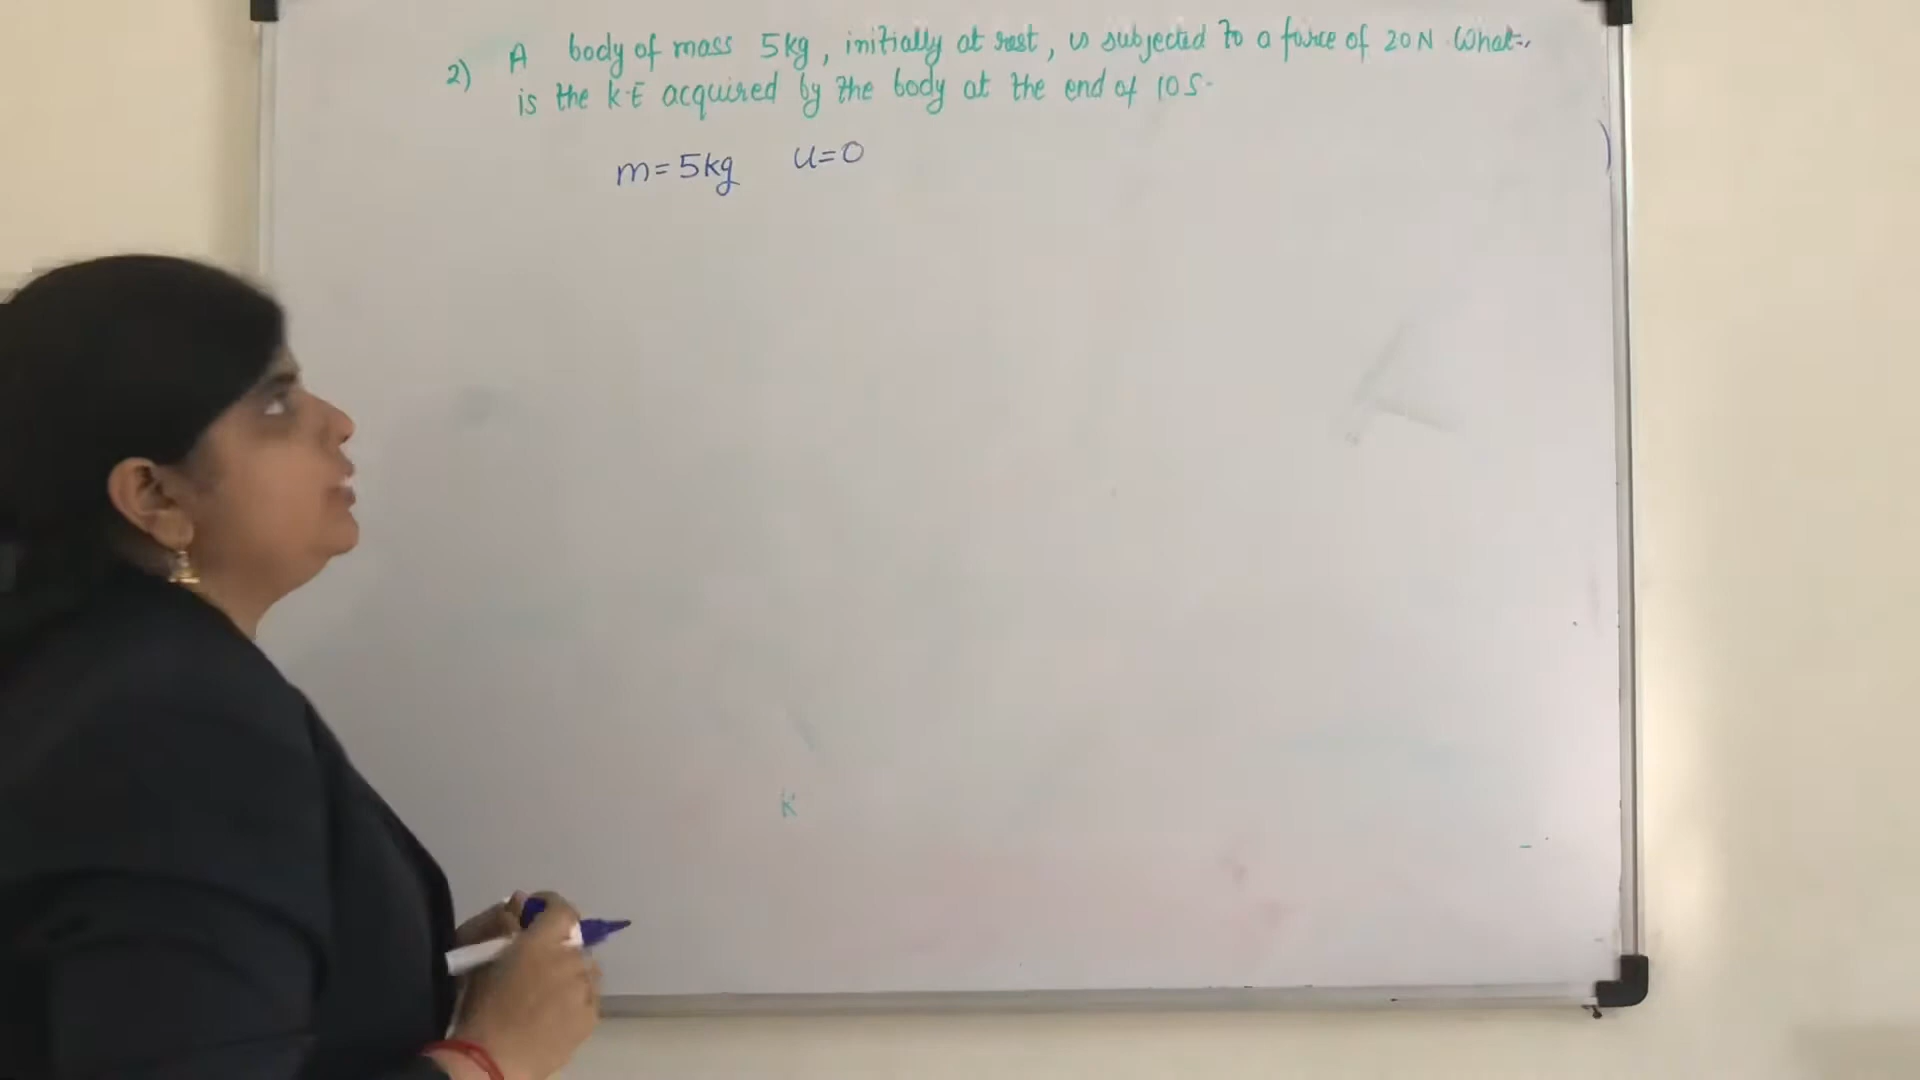 2) A body of mass 5kg, initially at rest, is subjected to a force of 20N. What
is the K.E acquired by the body at the end of 10S.
m=5kg u=0
K